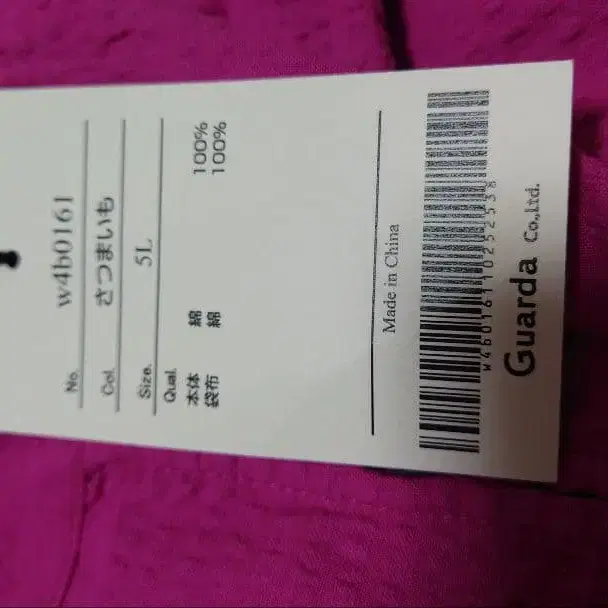 No. w4b0161
Col. さつまいも
Size. 5L
Qual.
本体 綿 100%
袋布 綿 100%
Made in China
w4b016110252538
Guarda Co.,Ltd.